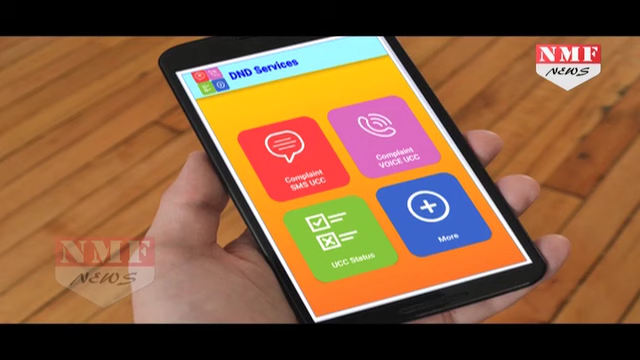 NMF
NEWS
DND Services
Complaint
SMS UCC
Complaint
VOICE UCC
UCC Status
More
NMF
NEWS